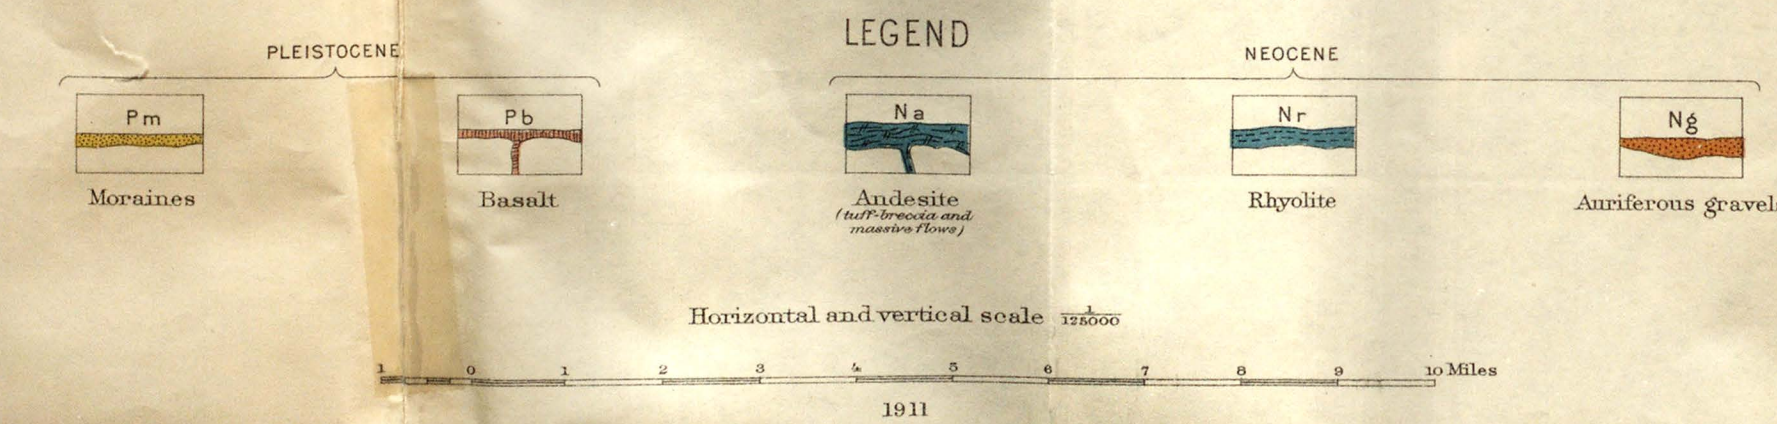 LEGEND
PLEISTOCENE
NEOCENE
Pm
Pb
Na
Nr
Ng
Moraines
Basalt
Andesite
(tuff-breccia and
massive flows)
Rhyolite
Auriferous gravel
Horizontal and vertical scale 1/125000
1 0 1 2 3 4 5 6 7 8 9 10 Miles
1911